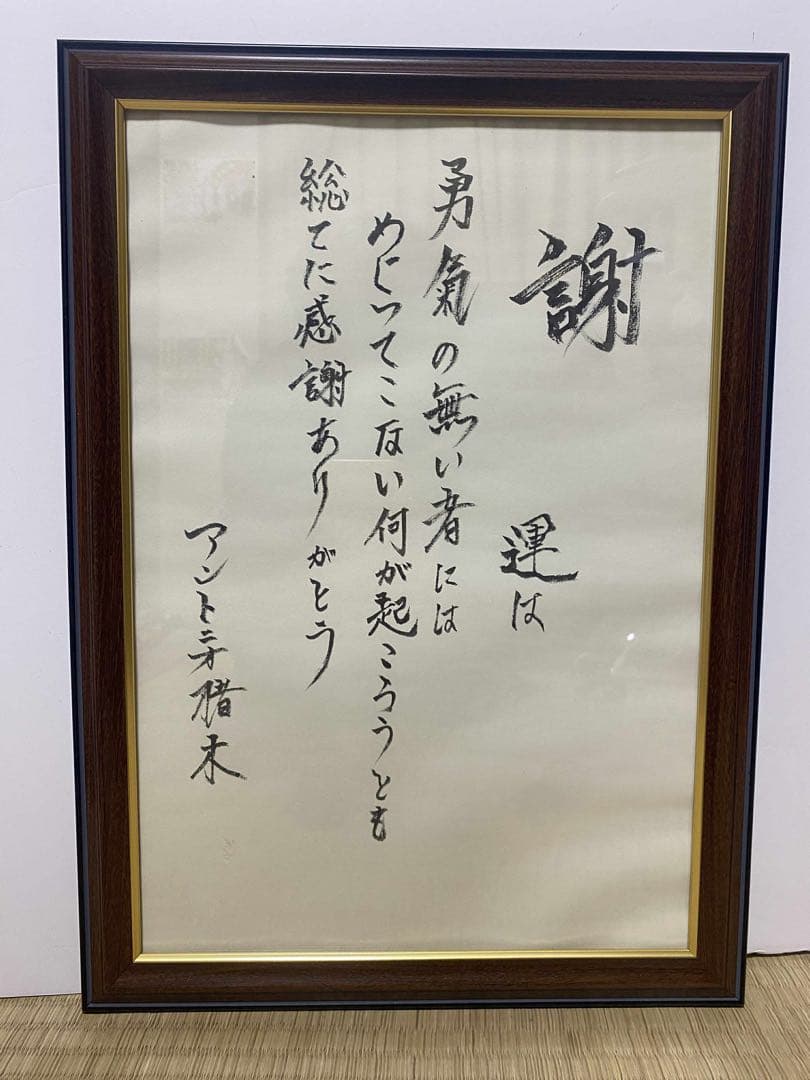 謝
運は
勇氣の無い者には
めぐってこない何が起ころうとも
総てに感謝ありがとう
アントニオ猪木